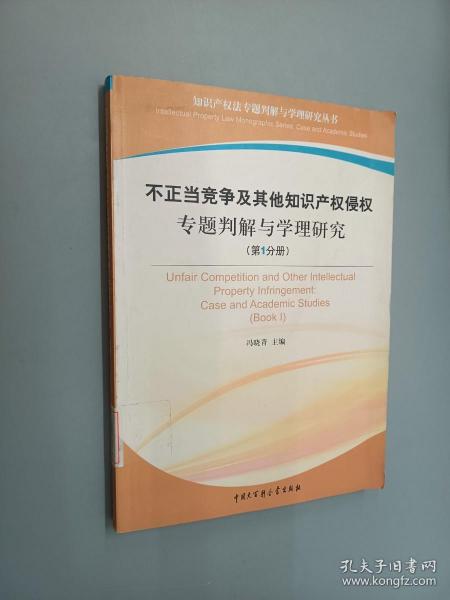 知识产权法专题判解与学理研究丛书
Intellectual Property Law Monographic Series: Case and Academic Studies
不正当竞争及其他知识产权侵权
专题判解与学理研究
（第1分册）
Unfair Competition and Other Intellectual
Property Infringement:
Case and Academic Studies
(Book I)
冯晓青 主编
中国大百科全书出版社
孔夫子旧书网
www.kongfz.com